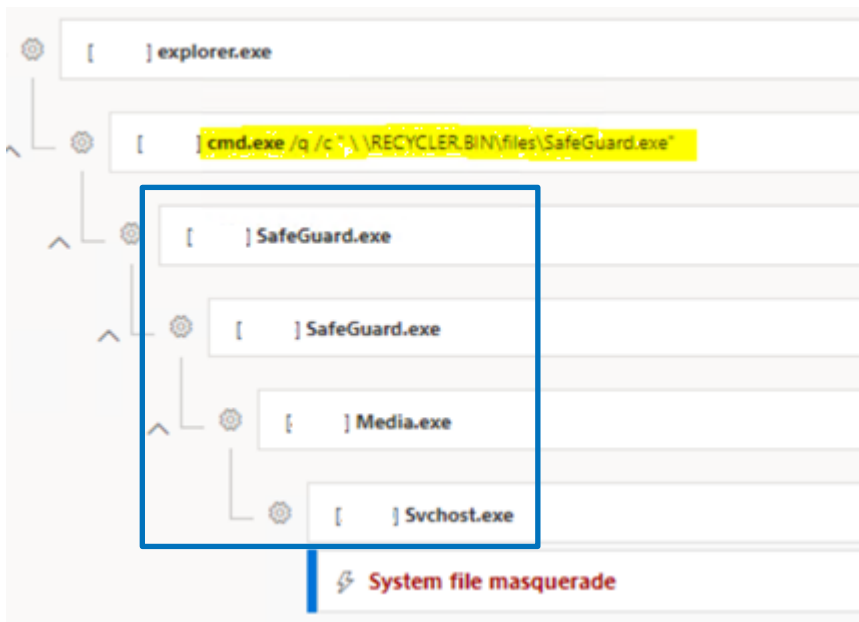 [ ] explorer.exe
[ ] cmd.exe /q /c ".\ \RECYCLER.BIN\files\SafeGuard.exe"
[ ] SafeGuard.exe
[ ] SafeGuard.exe
[ ] Media.exe
[ ] Svchost.exe
System file masquerade